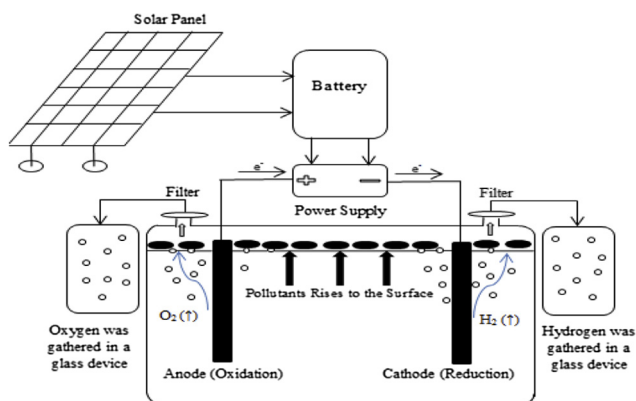 Solar Panel
Battery
e-
e-
Filter
+
−
Filter
Power Supply
Pollutants Rises to the Surface
O₂ (↑)
H₂ (↑)
Oxygen was
gathered in a
glass device
Hydrogen was
gathered in a
glass device
Anode (Oxidation)
Cathode (Reduction)